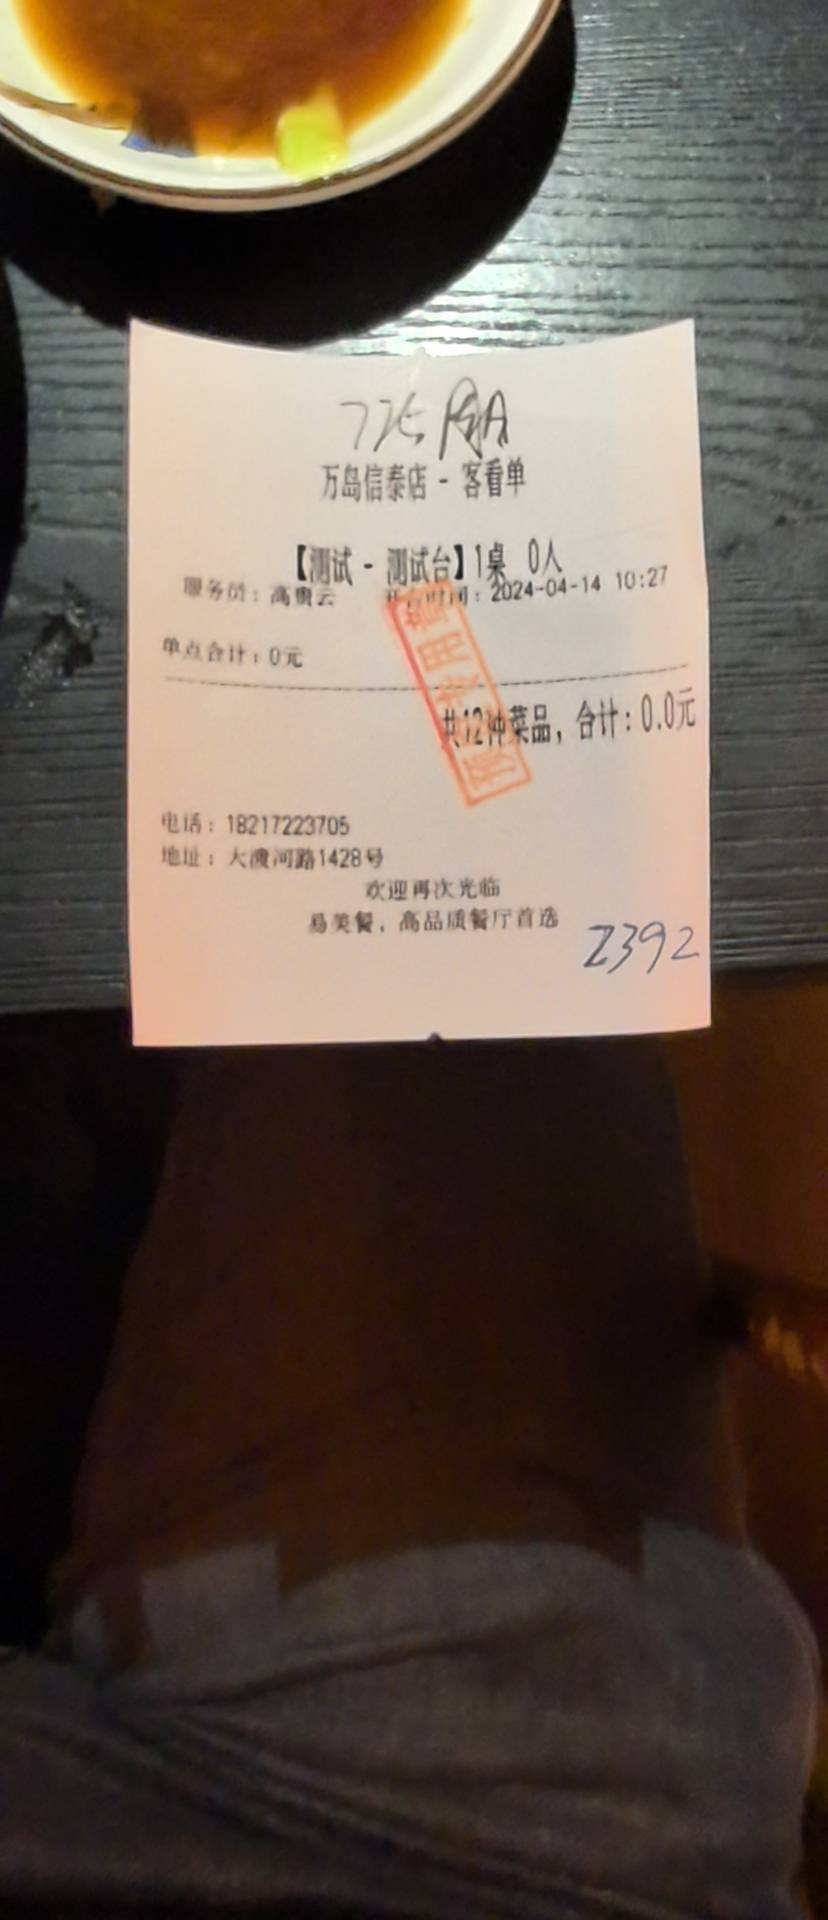 万岛信泰店 - 客看单
【测试 - 测试台】1桌 0人
服务员：高贵云 开台时间：2024-04-14 10:27
单点合计：0元
共12种菜品，合计：0.0元
电话：18217223705
地址：大渡河路1428号
欢迎再次光临
易美餐，高品质餐厅首选
2392